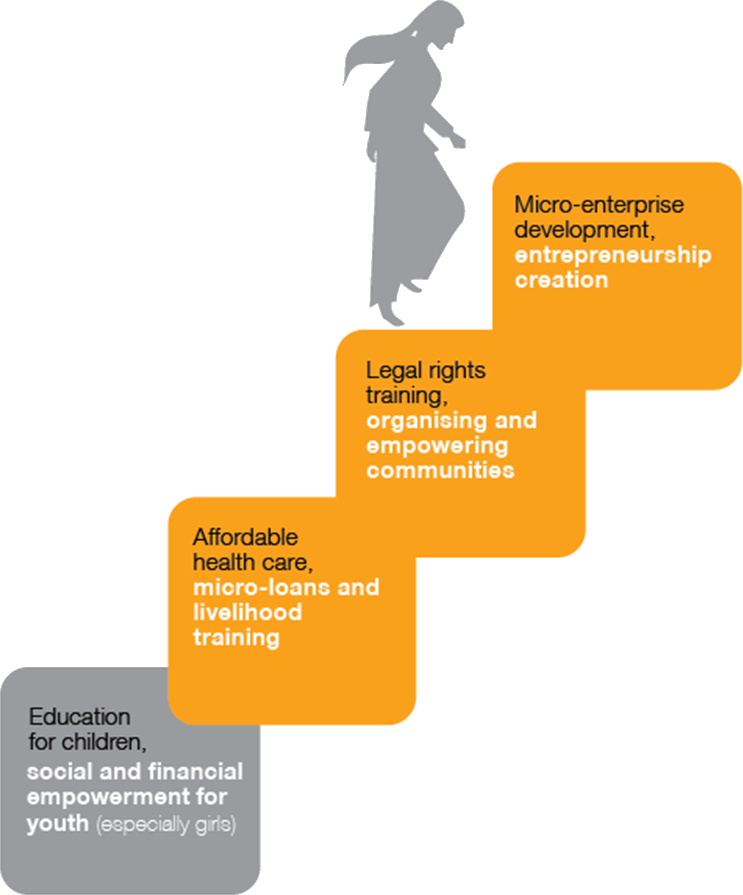 Micro-enterprise
development,
entrepreneurship
creation
Legal rights
training,
organising and
empowering
communities
Affordable
health care,
micro-loans and
livelihood
training
Education
for children,
social and financial
empowerment for
youth (especially girls)